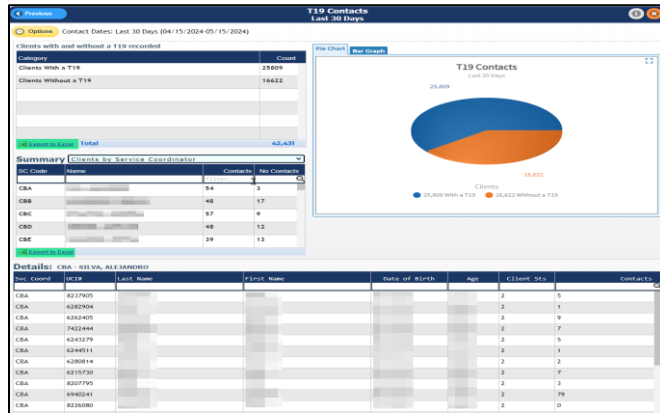 Previous
T19 Contacts
Last 30 Days
Options Contact Dates: Last 30 Days (04/15/2024-05/15/2024)
Clients with and without a T19 recorded
Category Count
Clients With a T19 25809
Clients Without a T19 16622
Export to Excel Total 42,431
Pie Chart Bar Graph
T19 Contacts
Last 30 Days
25,809
16,622
Clients
25,809 With a T19 16,622 Without a T19
Summary Clients by Service Coordinator
SC Code Name Contacts No Contacts
CBA 54 3
CBB 48 17
CBC 57 9
CBD 48 12
CBE 39 13
Export to Excel
Details: CBA - SILVA, ALEJANDRO
Svc Coord UCI# Last Name First Name Date of Birth Age Client Sts Contacts
CBA 8237905 2 5
CBA 6282904 2 1
CBA 6262405 2 9
CBA 7422444 2 7
CBA 6243279 2 5
CBA 6244511 2 1
CBA 6280814 2 2
CBA 6215730 2 7
CBA 8207795 2 3
CBA 6940241 2 79
CBA 8226080 2 0